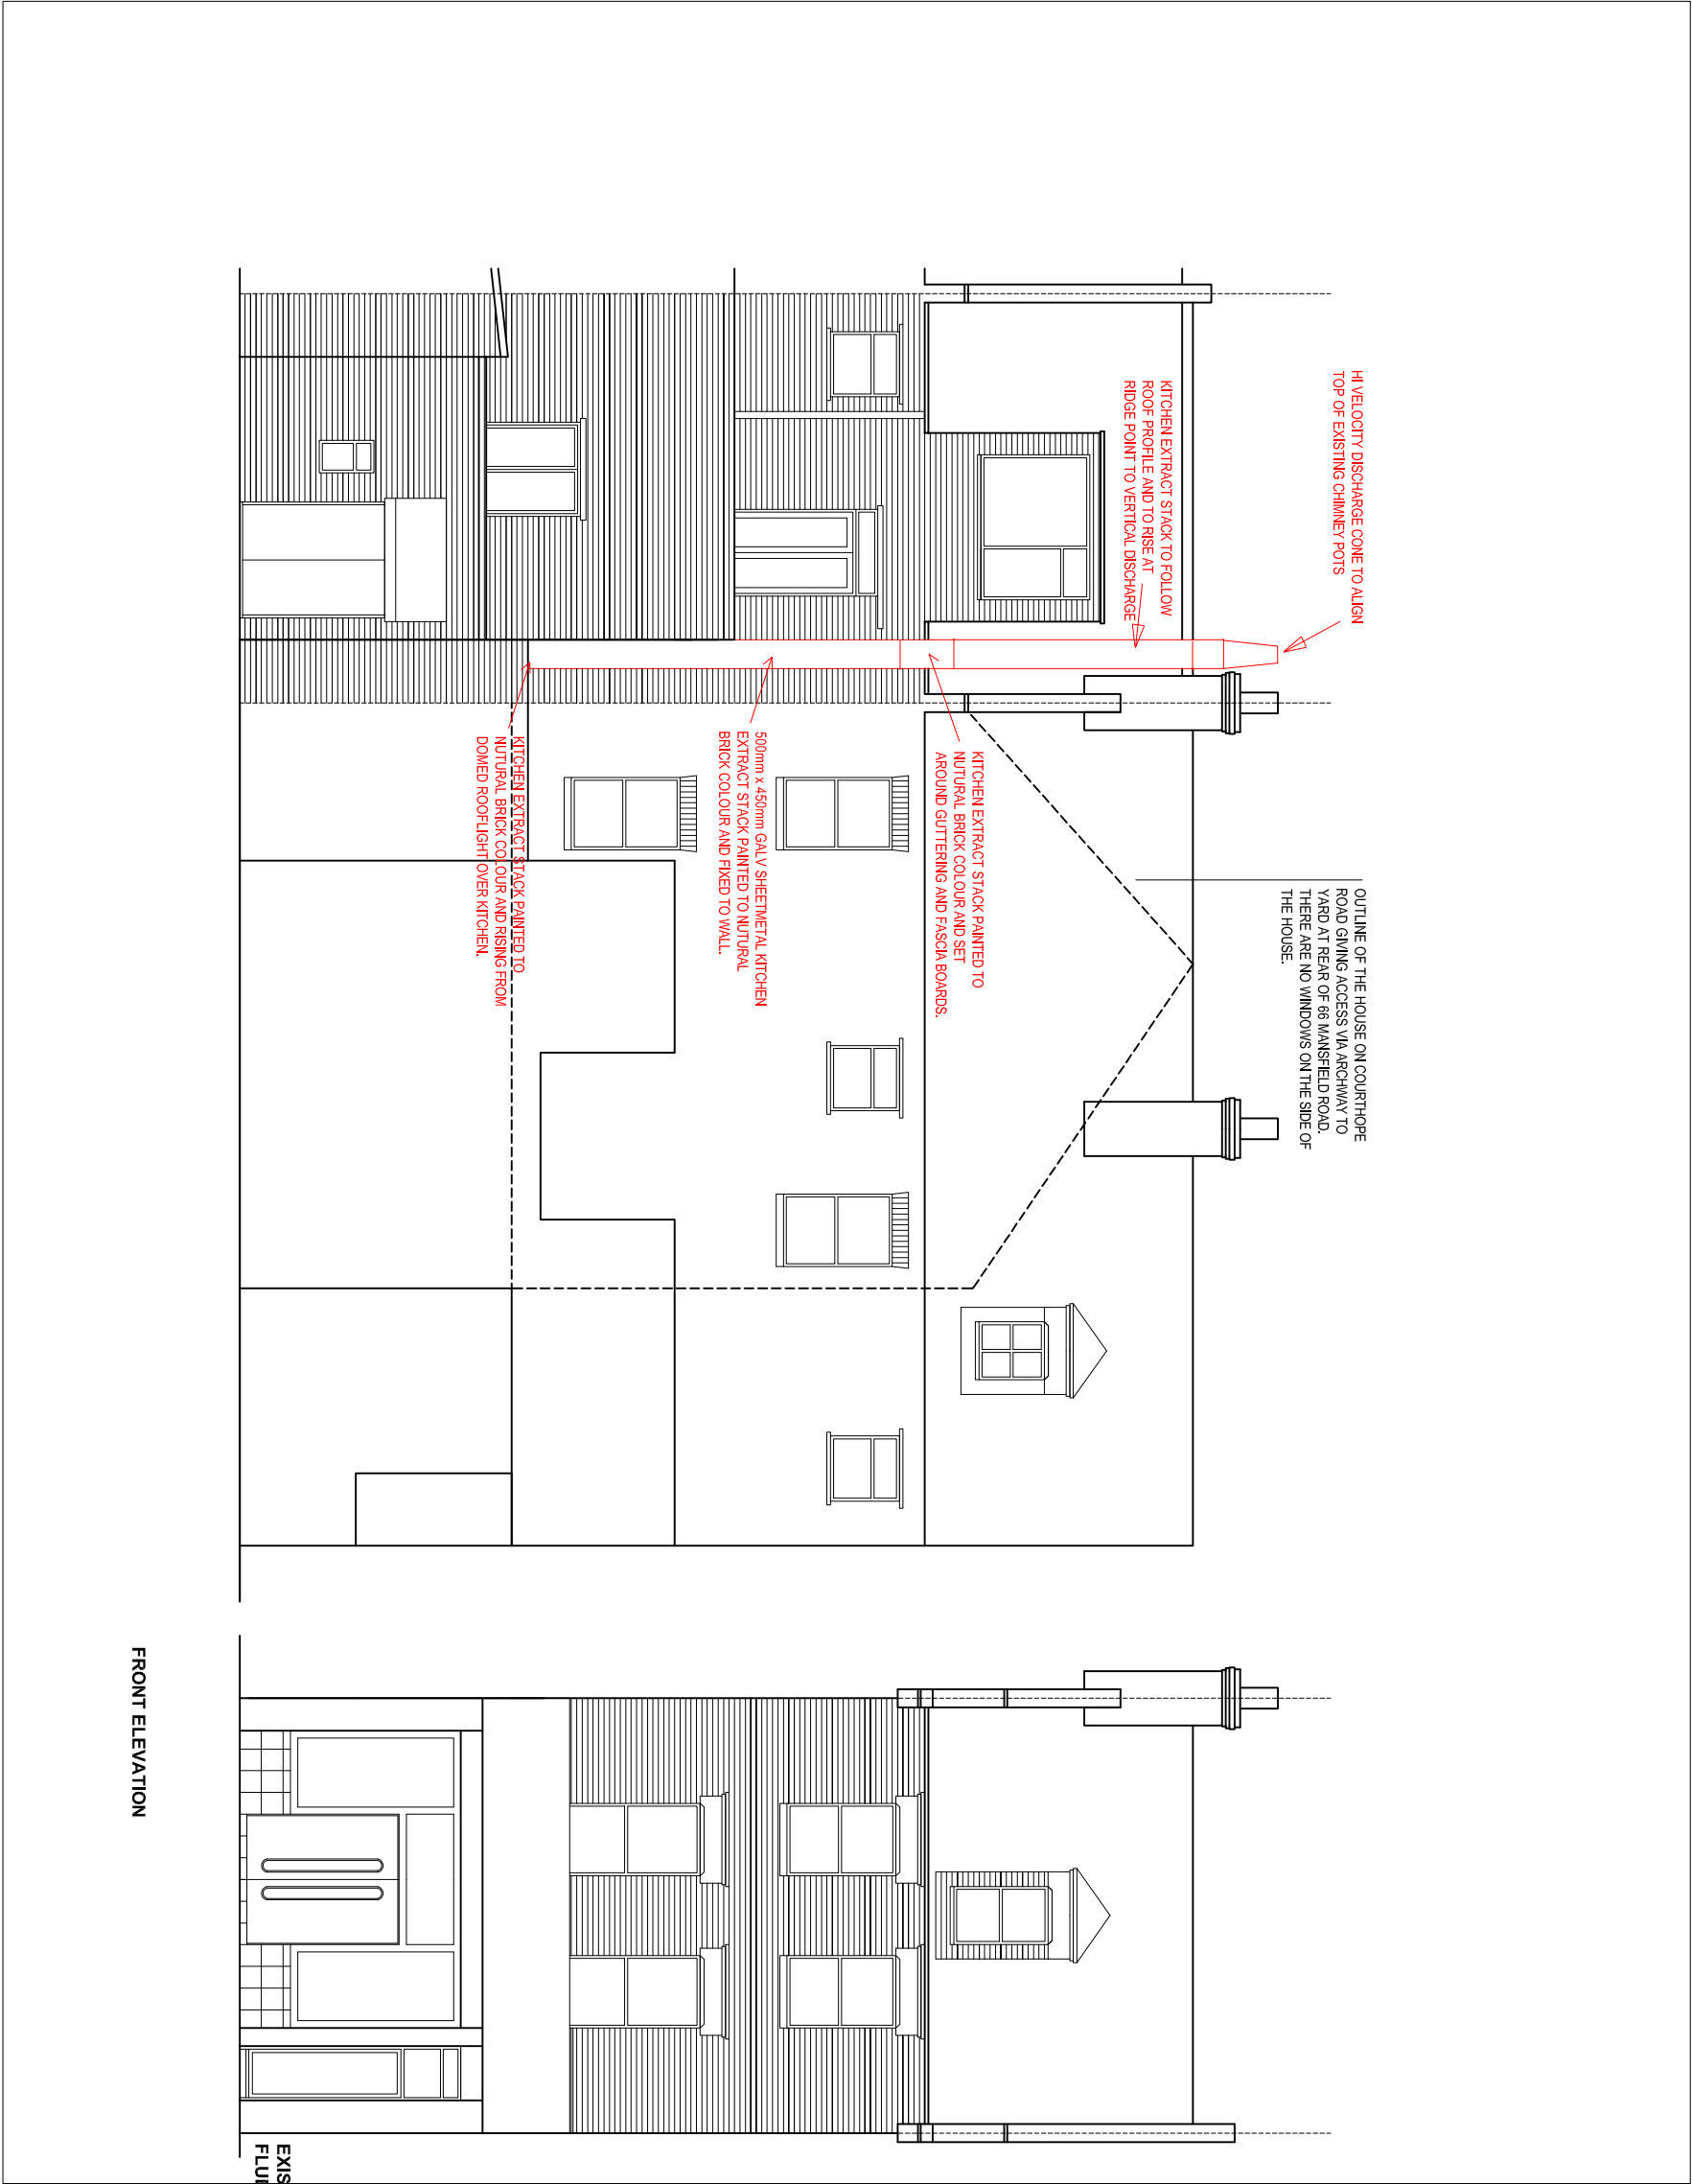 HI VELOCITY DISCHARGE CONE TO ALIGN
TOP OF EXISTING CHIMNEY POTS
KITCHEN EXTRACT STACK TO FOLLOW
ROOF PROFILE AND TO RISE AT
RIDGE POINT TO VERTICAL DISCHARGE
OUTLINE OF THE HOUSE ON COURTHOPE
ROAD GIVING ACCESS VIA ARCHWAY TO
YARD AT REAR OF 66 MANSFIELD ROAD.
THERE ARE NO WINDOWS ON THE SIDE OF
THE HOUSE.
KITCHEN EXTRACT STACK PAINTED TO
NUTURAL BRICK COLOUR AND SET
AROUND GUTTERING AND FASCIA BOARDS.
500mm x 450mm GALV SHEETMETAL KITCHEN
EXTRACT STACK PAINTED TO NUTURAL
BRICK COLOUR AND FIXED TO WALL.
KITCHEN EXTRACT STACK PAINTED TO
NUTURAL BRICK COLOUR AND RISING FROM
DOMED ROOFLIGHT OVER KITCHEN.
FRONT ELEVATION
EXIS